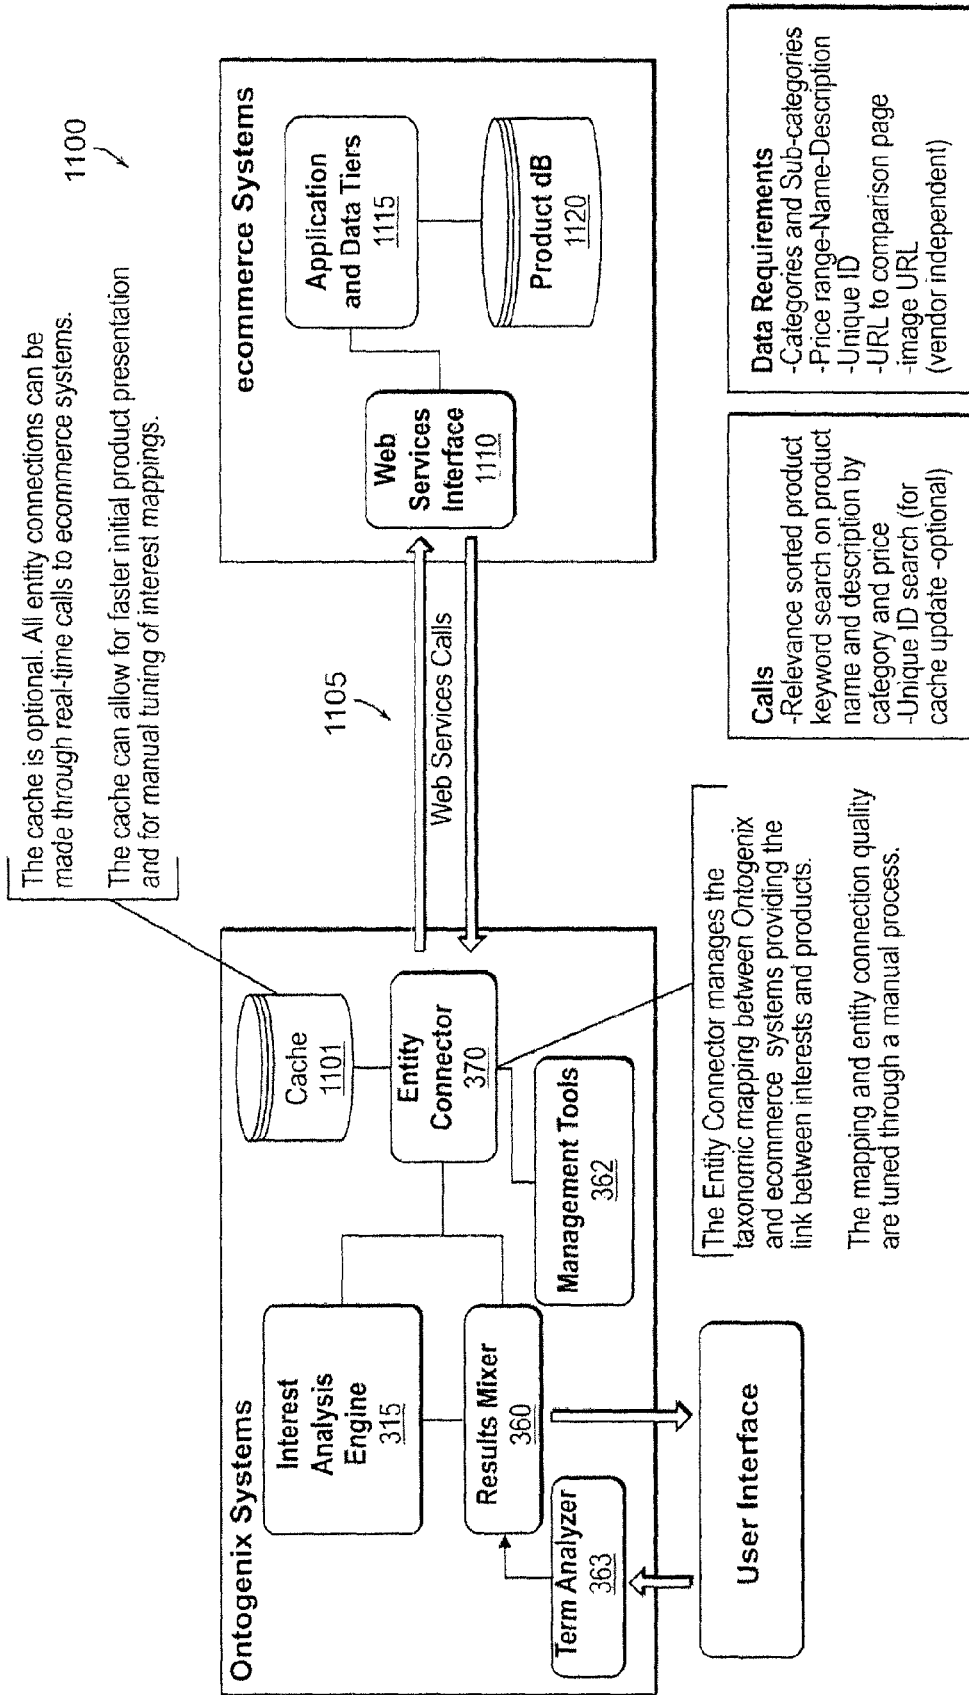 1100
The cache is optional. All entity connections can be
made through real-time calls to ecommerce systems.
The cache can allow for faster initial product presentation
and for manual tuning of interest mappings.
Ontogenix Systems
Interest
Analysis
Engine
315
Results Mixer
360
Term Analyzer
363
Cache
1101
Entity
Connector
370
Management Tools
362
User Interface
1105
Web Services Calls
ecommerce Systems
Web
Services
Interface
1110
Application
and Data Tiers
1115
Product dB
1120
The Entity Connector manages the
taxonomic mapping between Ontogenix
and ecommerce systems providing the
link between interests and products.
The mapping and entity connection quality
are tuned through a manual process.
Calls
-Relevance sorted product
keyword search on product
name and description by
category and price
-Unique ID search (for
cache update -optional)
Data Requirements
-Categories and Sub-categories
-Price range-Name-Description
-Unique ID
-URL to comparison page
-image URL
(vendor independent)